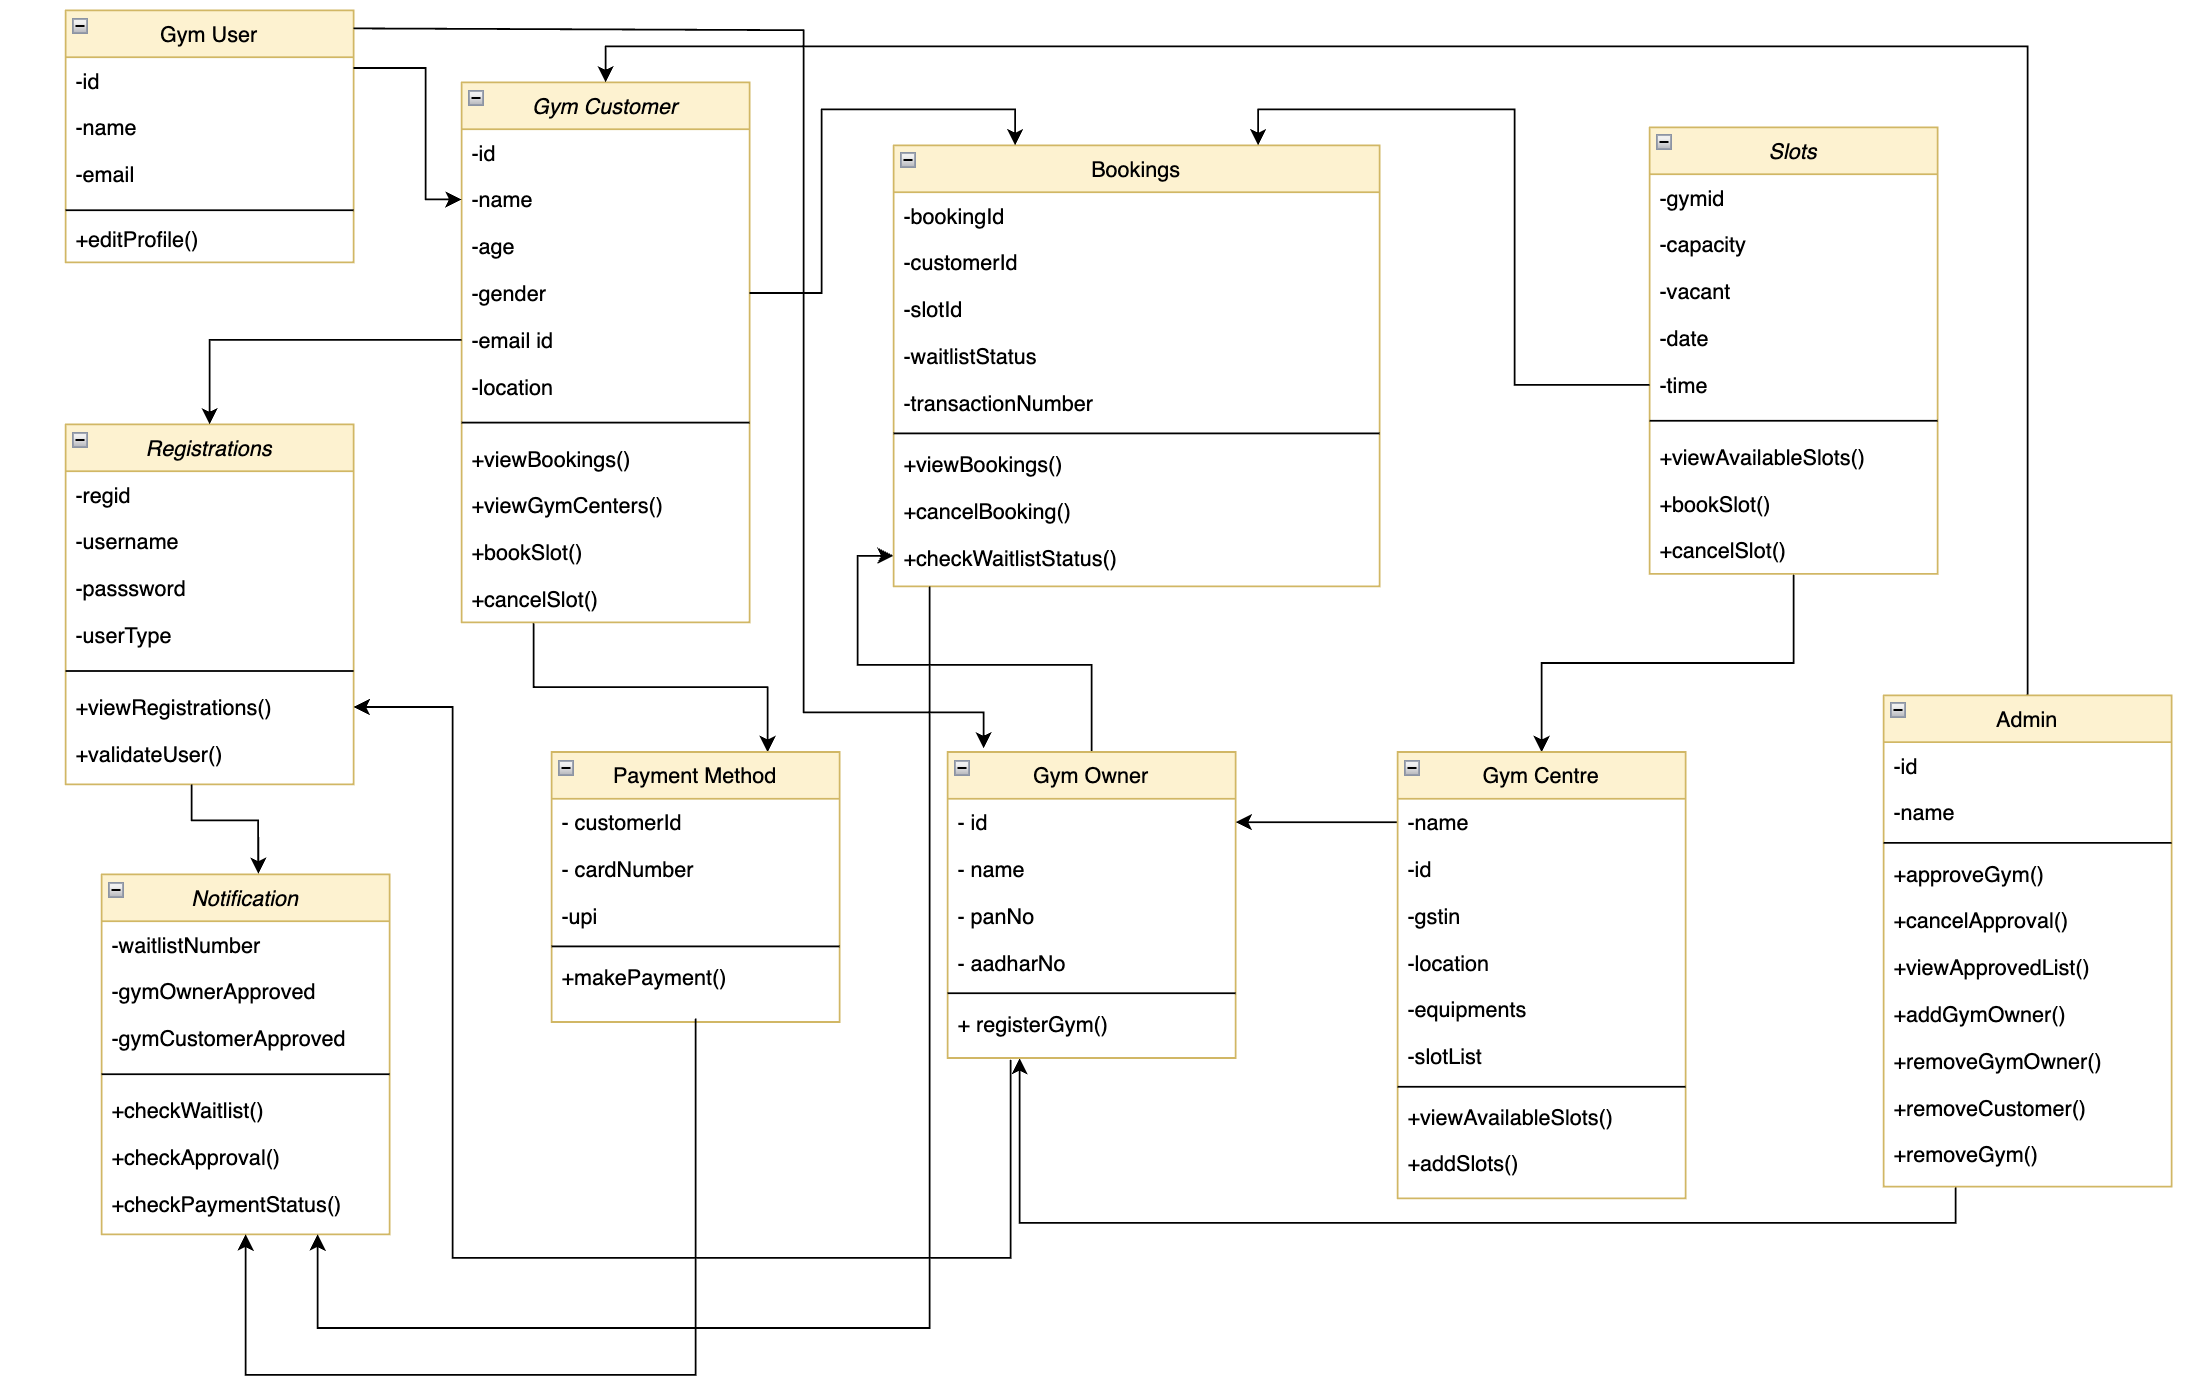 Gym User
-id
-name
-email
+editProfile()
Gym Customer
-id
-name
-age
-gender
-email id
-location
+viewBookings()
+viewGymCenters()
+bookSlot()
+cancelSlot()
Bookings
-bookingId
-customerId
-slotId
-waitlistStatus
-transactionNumber
+viewBookings()
+cancelBooking()
+checkWaitlistStatus()
Slots
-gymid
-capacity
-vacant
-date
-time
+viewAvailableSlots()
+bookSlot()
+cancelSlot()
Registrations
-regid
-username
-passsword
-userType
+viewRegistrations()
+validateUser()
Notification
-waitlistNumber
-gymOwnerApproved
-gymCustomerApproved
+checkWaitlist()
+checkApproval()
+checkPaymentStatus()
Payment Method
- customerId
- cardNumber
-upi
+makePayment()
Gym Owner
- id
- name
- panNo
- aadharNo
+ registerGym()
Gym Centre
-name
-id
-gstin
-location
-equipments
-slotList
+viewAvailableSlots()
+addSlots()
Admin
-id
-name
+approveGym()
+cancelApproval()
+viewApprovedList()
+addGymOwner()
+removeGymOwner()
+removeCustomer()
+removeGym()